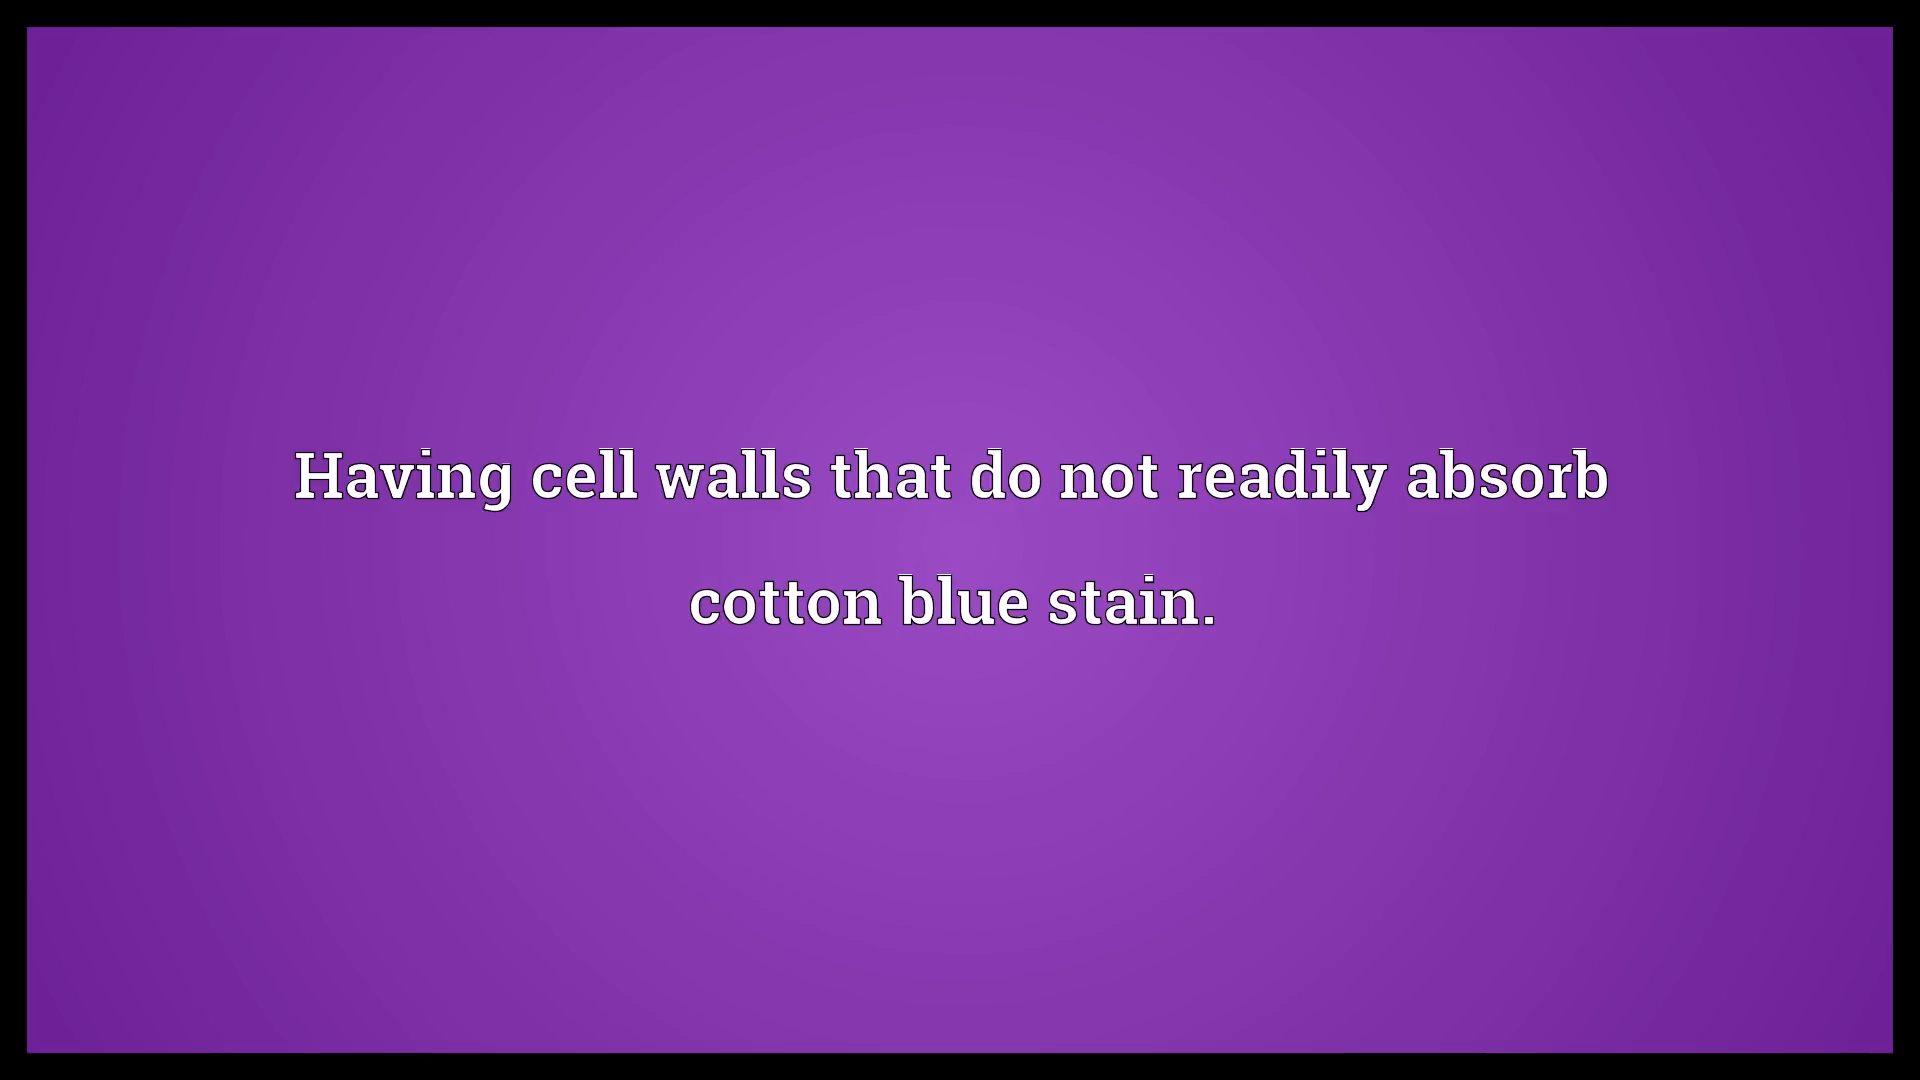 Having cell walls that do not readily absorb
cotton blue stain.